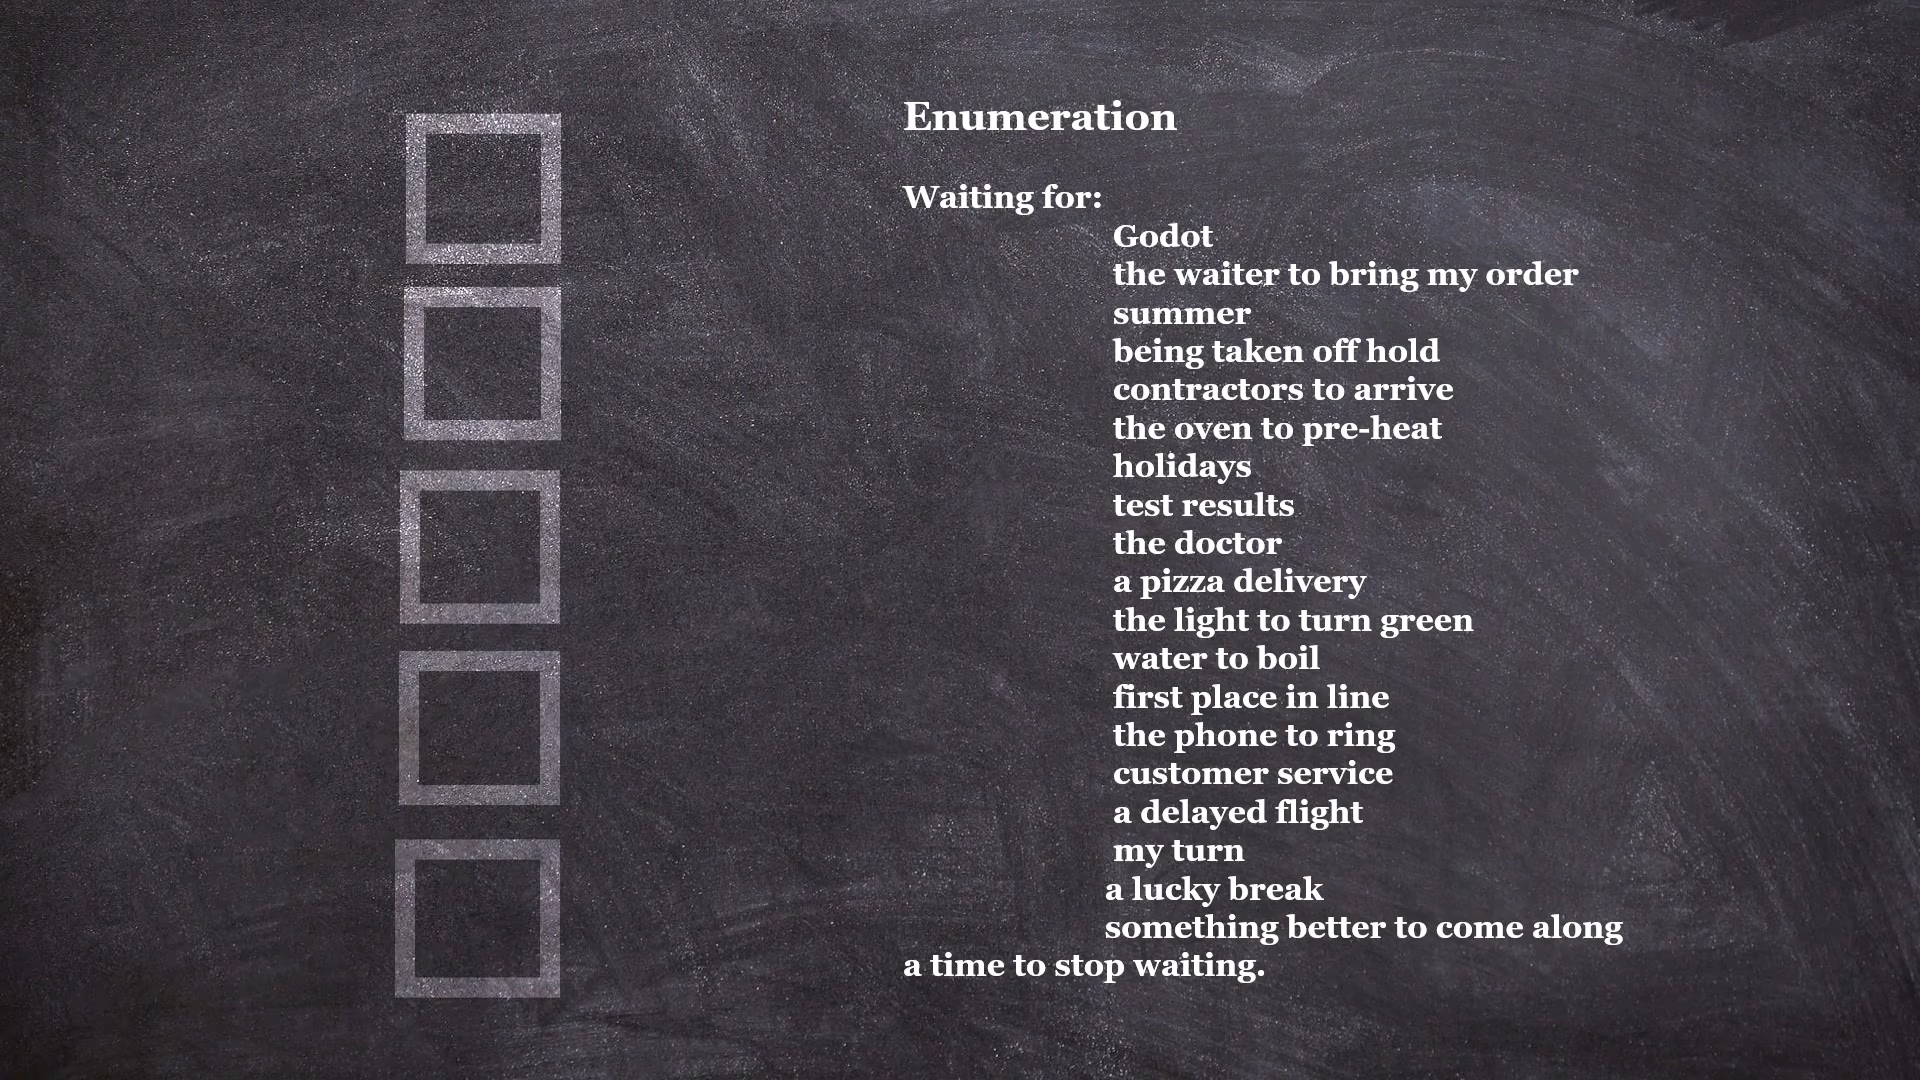 Enumeration
Waiting for:
Godot
the waiter to bring my order
summer
being taken off hold
contractors to arrive
the oven to pre-heat
holidays
test results
the doctor
a pizza delivery
the light to turn green
water to boil
first place in line
the phone to ring
customer service
a delayed flight
my turn
a lucky break
something better to come along
a time to stop waiting.